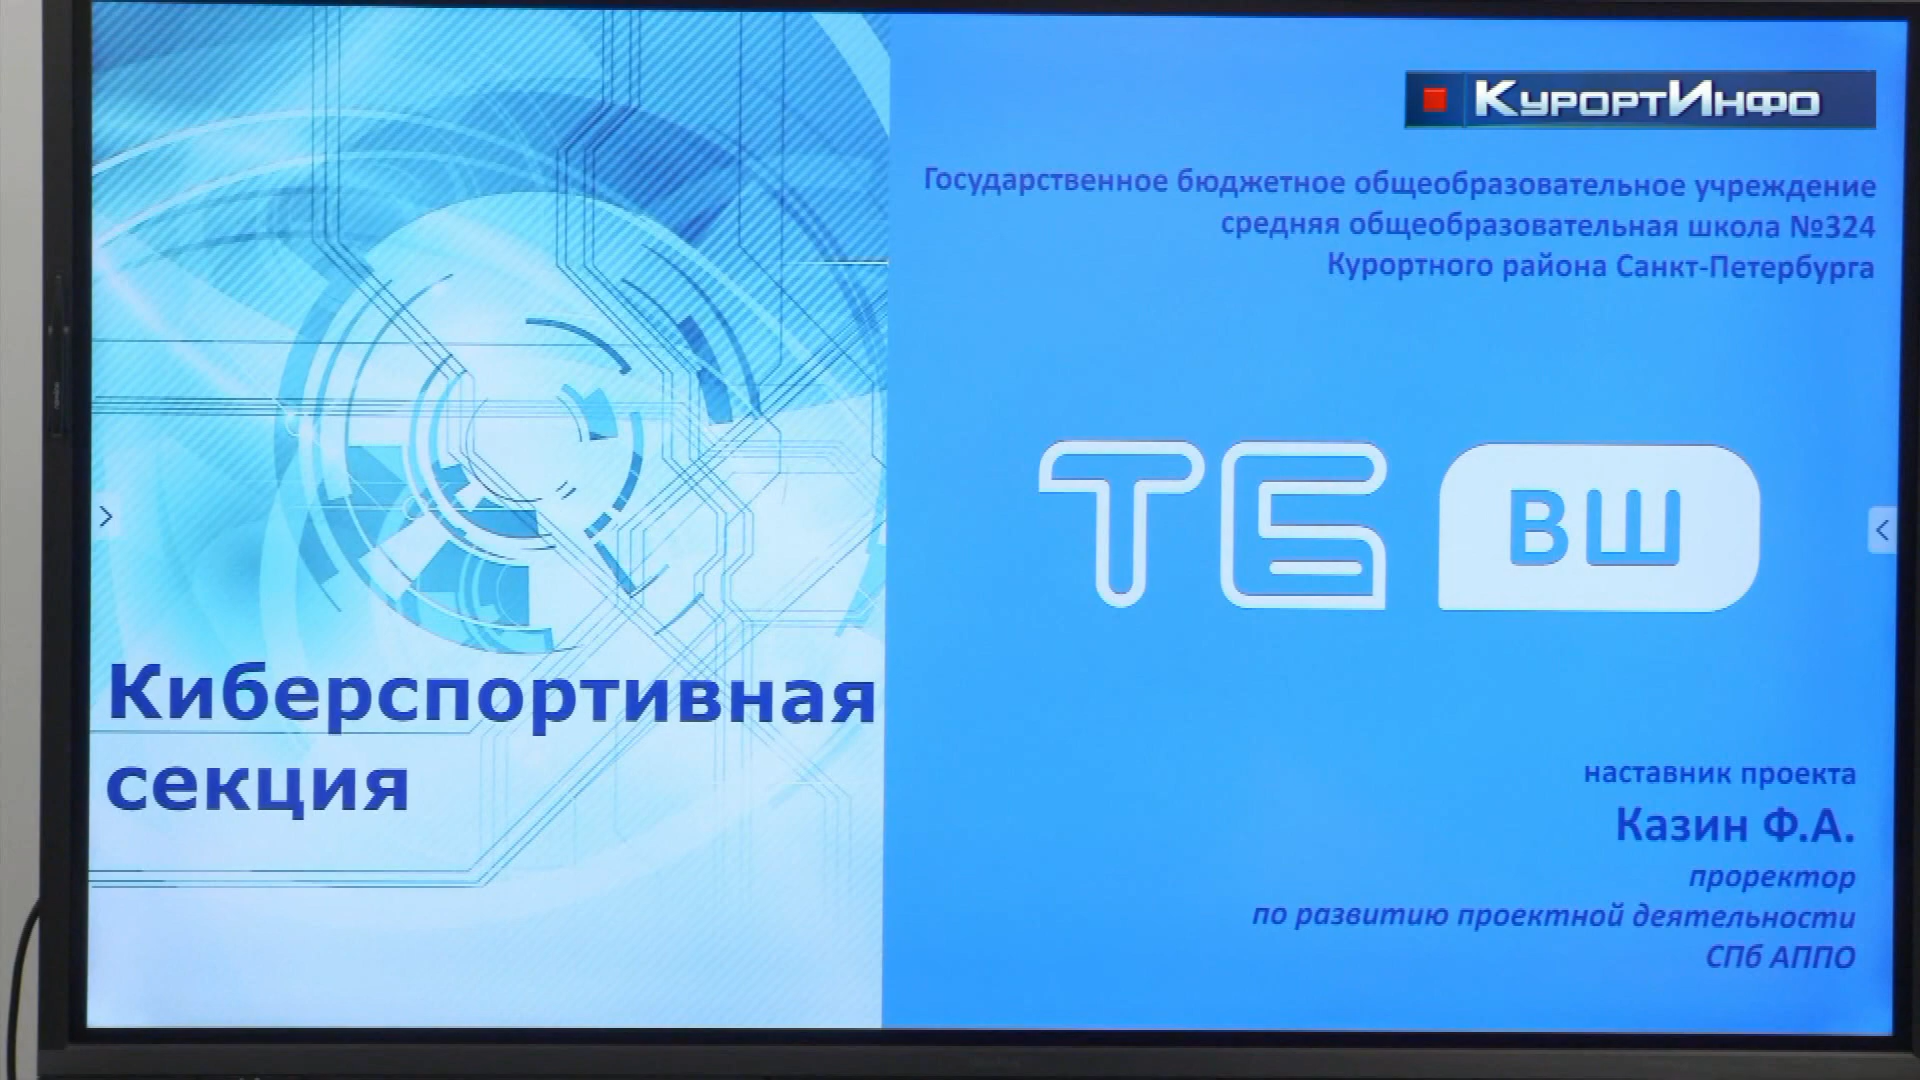 КурортИнфо
Государственное бюджетное общеобразовательное учреждение
средняя общеобразовательная школа №324
Курортного района Санкт-Петербурга
ТБ ВШ
Киберспортивная
секция
наставник проекта
Казин Ф.А.
проректор
по развитию проектной деятельности
СПб АППО